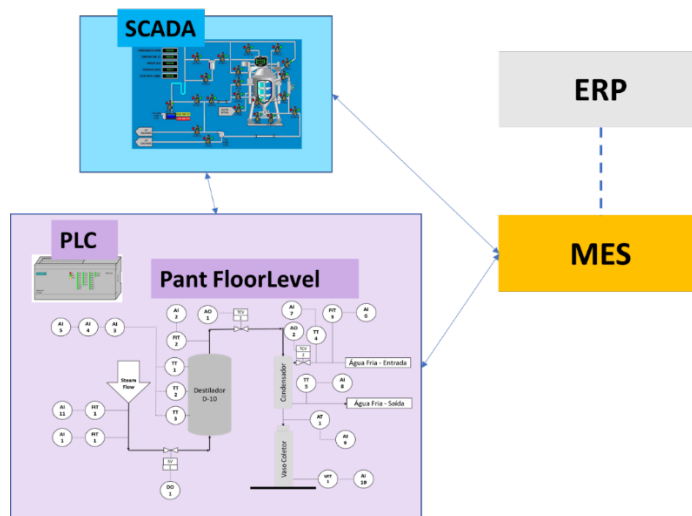 SCADA
ERP
MES
PLC
Pant FloorLevel
AI
5
AI
4
AI
3
AI
2
FIT
2
AO
1
TCV
1
AI
7
AO
2
TT
4
FIT
3
AI
6
TCV
2
Água Fria - Entrada
TT
1
TT
2
TT
3
Destilador
D-10
Condensador
TT
5
AI
8
Água Fria - Saída
Steam
Flow
AI
11
FIT
1
AI
1
FIT
1
SV
1
DO
1
AT
1
AI
9
Vaso Coletor
AI
10